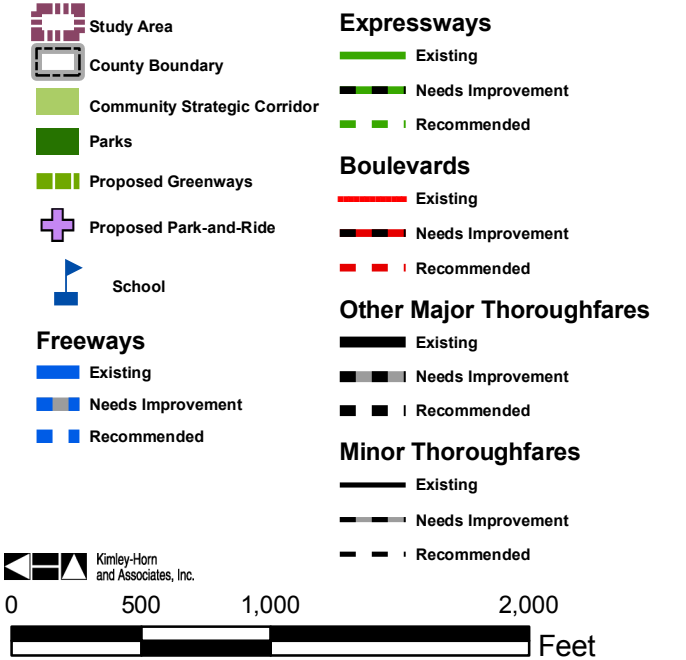 Study Area
County Boundary
Community Strategic Corridor
Parks
Proposed Greenways
Proposed Park-and-Ride
School
Freeways
Existing
Needs Improvement
Recommended
Expressways
Existing
Needs Improvement
Recommended
Boulevards
Existing
Needs Improvement
Recommended
Other Major Thoroughfares
Existing
Needs Improvement
Recommended
Minor Thoroughfares
Existing
Needs Improvement
Recommended
Kimley-Horn
and Associates, Inc.
0 500 1,000 2,000
Feet